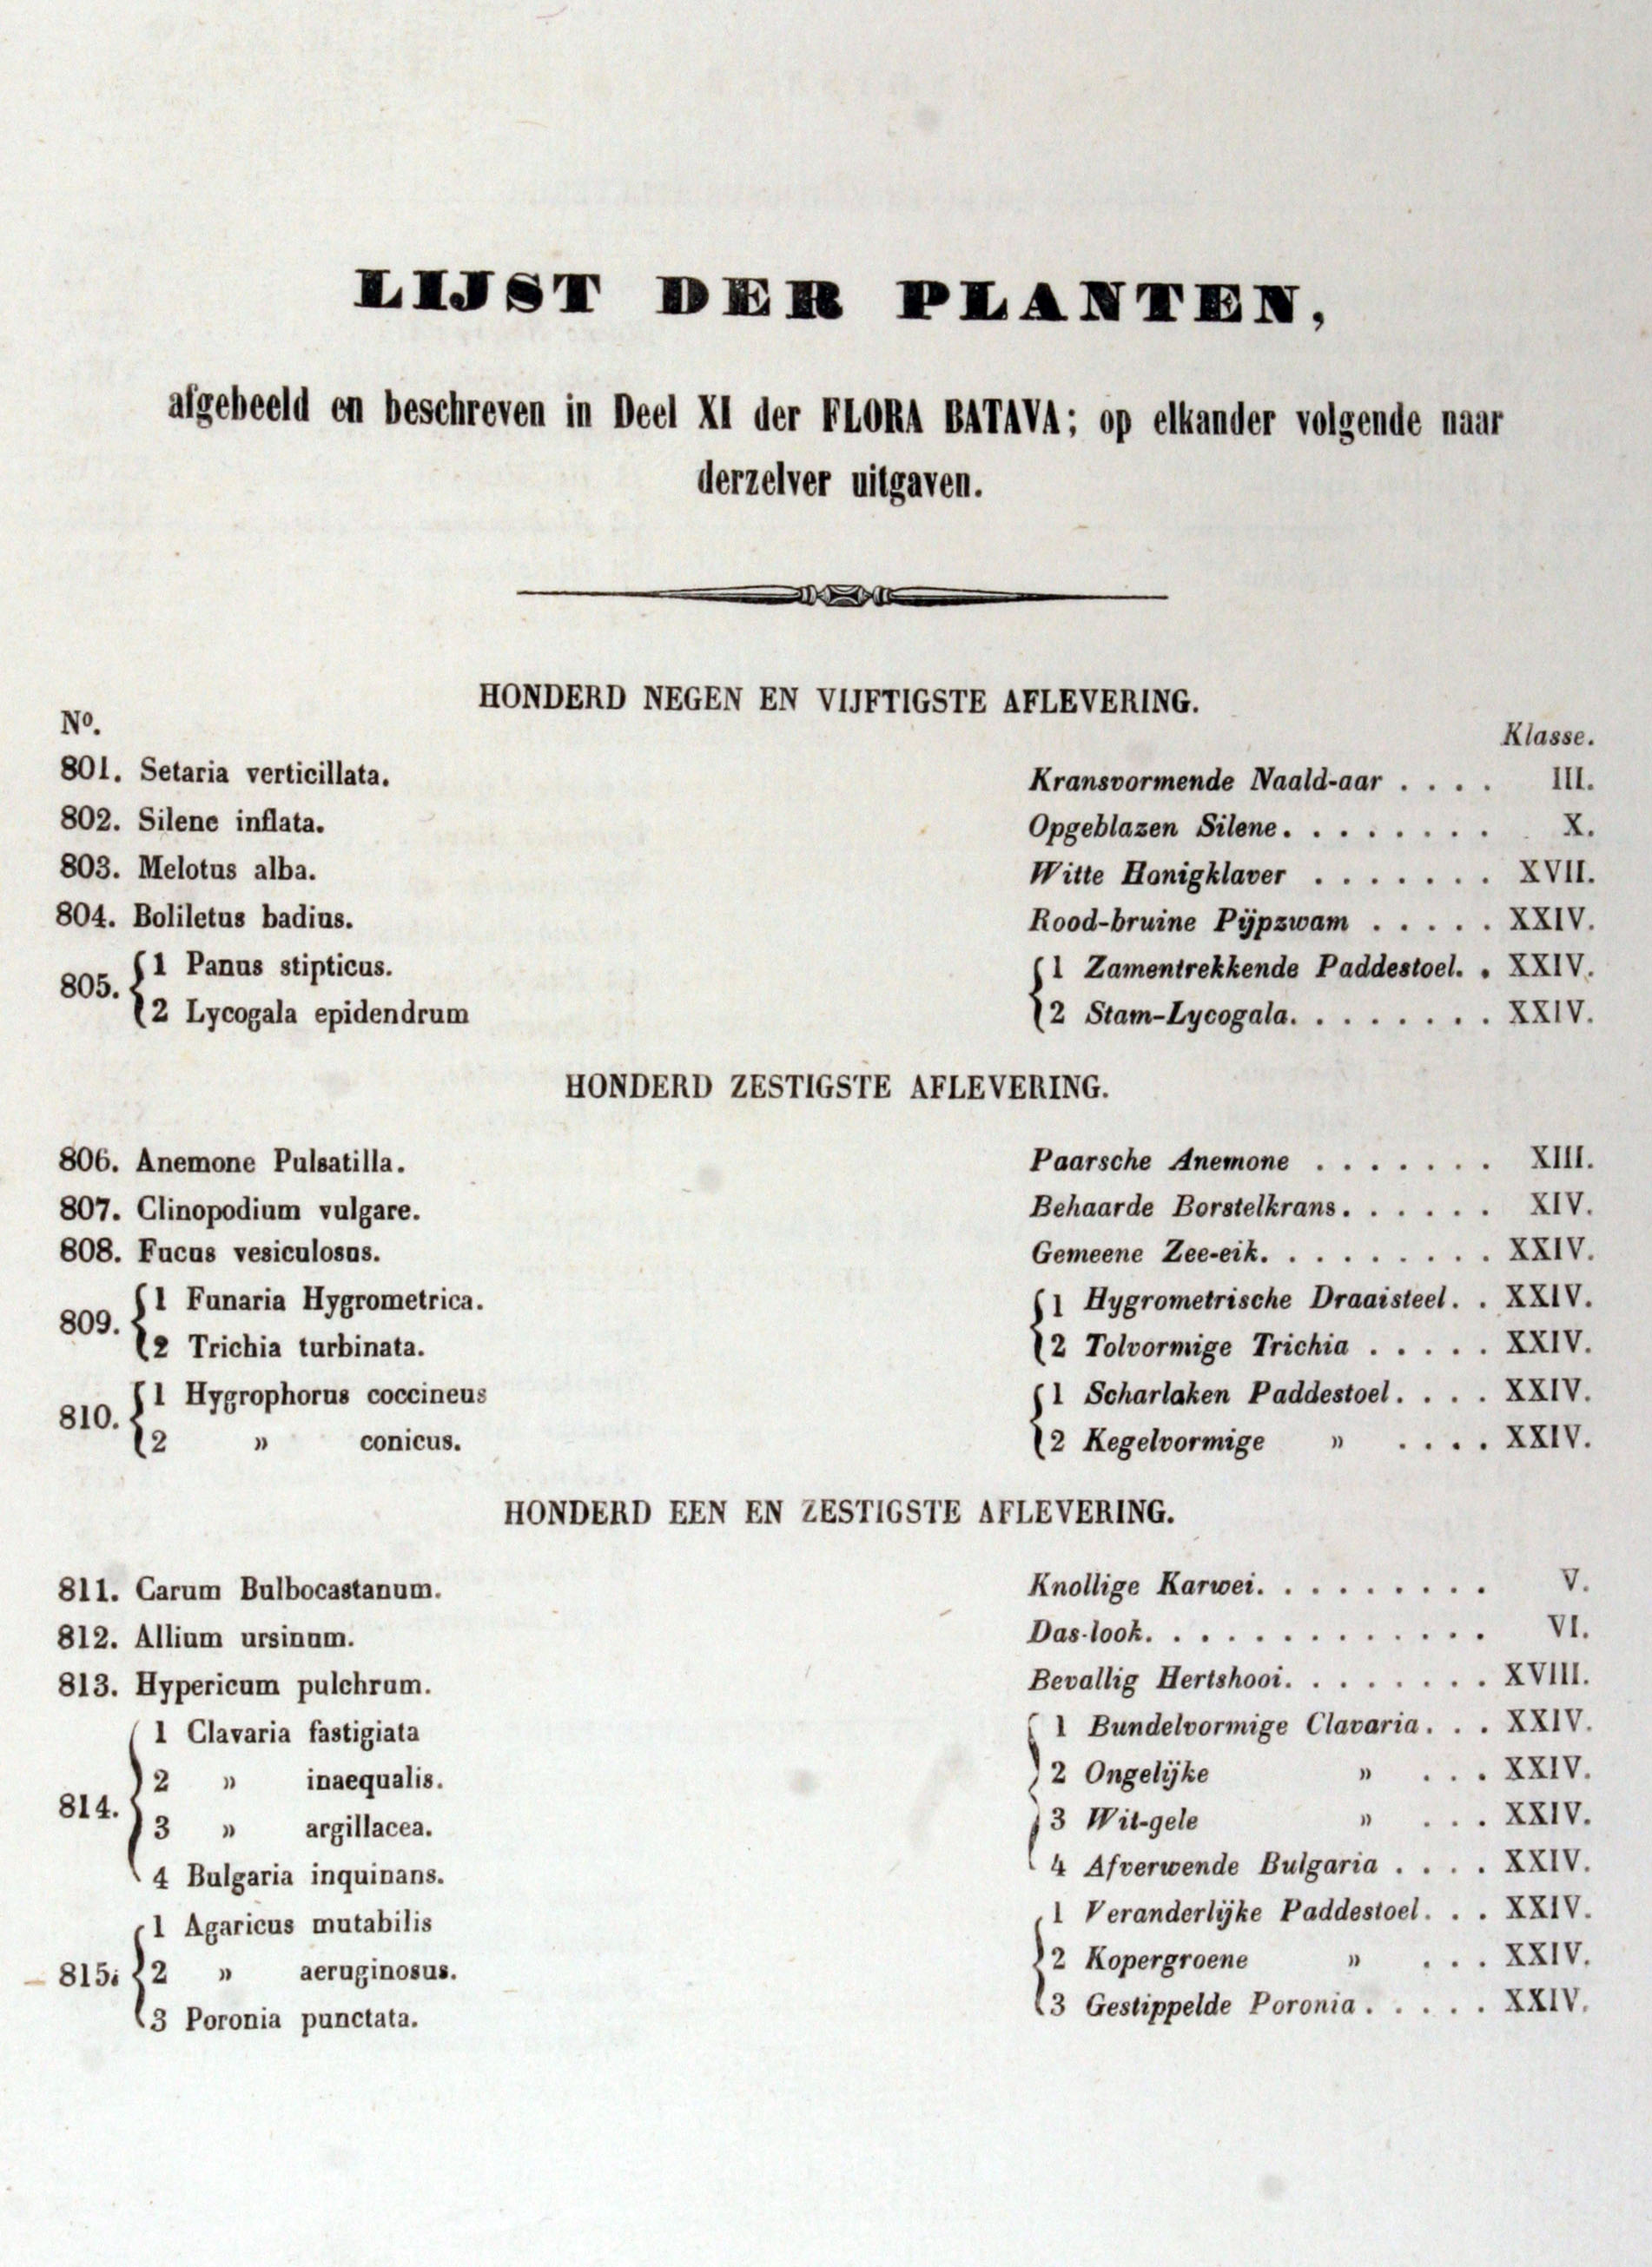 LIJST DER PLANTEN,
afgebeeld en beschreven in Deel XI der FLORA BATAVA; op elkander volgende naar
derzelver uitgaven.
HONDERD NEGEN EN VIJFTIGSTE AFLEVERING.
No. Klasse.
801. Setaria verticillata. Kransvormende Naald-aar . . . . III.
802. Silene inflata. Opgeblazen Silene. . . . . . . . X.
803. Melotus alba. Witte Honigklaver . . . . . . . XVII.
804. Boliletus badius. Rood-bruine Pijpzwam . . . . . XXIV.
805. { 1 Panus stipticus. { 1 Zamentrekkende Paddestoel. . XXIV.
2 Lycogala epidendrum 2 Stam-Lycogala. . . . . . . . XXIV.
HONDERD ZESTIGSTE AFLEVERING.
806. Anemone Pulsatilla. Paarsche Anemone . . . . . . . XIII.
807. Clinopodium vulgare. Behaarde Borstelkrans. . . . . . XIV.
808. Fucus vesiculosus. Gemeene Zee-eik. . . . . . . . . XXIV.
809. { 1 Funaria Hygrometrica. { 1 Hygrometrische Draaisteel. . XXIV.
2 Trichia turbinata. 2 Tolvormige Trichia . . . . . XXIV.
810. { 1 Hygrophorus coccineus { 1 Scharlaken Paddestoel. . . . XXIV.
2 » conicus. 2 Kegelvormige » . . . . XXIV.
HONDERD EEN EN ZESTIGSTE AFLEVERING.
811. Carum Bulbocastanum. Knollige Karwei. . . . . . . . . V.
812. Allium ursinum. Das-look. . . . . . . . . . . . . VI.
813. Hypericum pulchrum. Bevallig Hertshooi. . . . . . . . XVIII.
814. { 1 Clavaria fastigiata { 1 Bundelvormige Clavaria. . . XXIV.
2 » inaequalis. 2 Ongelijke » . . . XXIV.
3 » argillacea. 3 Wit-gele » . . . XXIV.
4 Bulgaria inquinans. 4 Afverwende Bulgaria . . . . XXIV.
815. { 1 Agaricus mutabilis { 1 Veranderlijke Paddestoel. . . XXIV.
2 » aeruginosus. 2 Kopergroene » . . . XXIV.
3 Poronia punctata. 3 Gestippelde Poronia . . . . . XXIV.